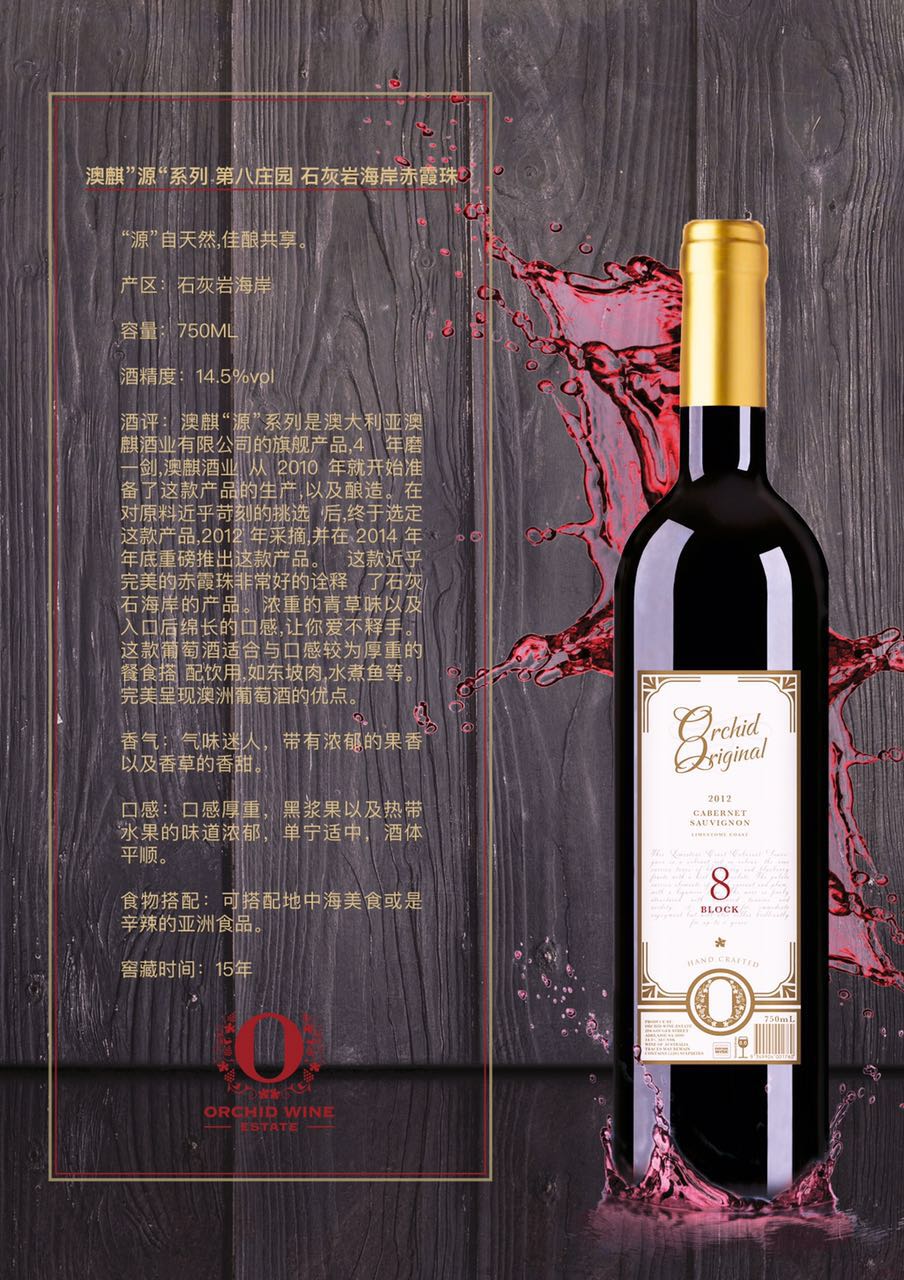 澳麒”源“系列.第八庄园 石灰岩海岸赤霞珠
“源”自天然,佳酿共享。
产区：石灰岩海岸
容量：750ML
酒精度：14.5%vol
酒评：澳麒“源”系列是澳大利亚澳
麒酒业有限公司的旗舰产品,4 年磨
一剑,澳麒酒业 从 2010 年就开始准
备了这款产品的生产,以及酿造。在
对原料近乎苛刻的挑选 后,终于选定
这款产品,2012 年采摘,并在 2014 年
年底重磅推出这款产品。 这款近乎
完美的赤霞珠非常好的诠释 了石灰
石海岸的产品。浓重的青草味以及
入口后绵长的口感,让你爱不释手。
这款葡萄酒适合与口感较为厚重的
餐食搭 配饮用,如东坡肉,水煮鱼等。
完美呈现澳洲葡萄酒的优点。
香气：气味迷人，带有浓郁的果香
以及香草的香甜。
口感：口感厚重，黑浆果以及热带
水果的味道浓郁，单宁适中，酒体
平顺。
食物搭配：可搭配地中海美食或是
辛辣的亚洲食品。
窖藏时间：15年
O
ORCHID WINE
ESTATE
Orchid
Original
2012
CABERNET
SAUVIGNON
LIMESTONE COAST
8
BLOCK
HAND CRAFTED
O
750mL
PRODUCE BY
ORCHID WINE ESTATE
WINE OF AUSTRALIA